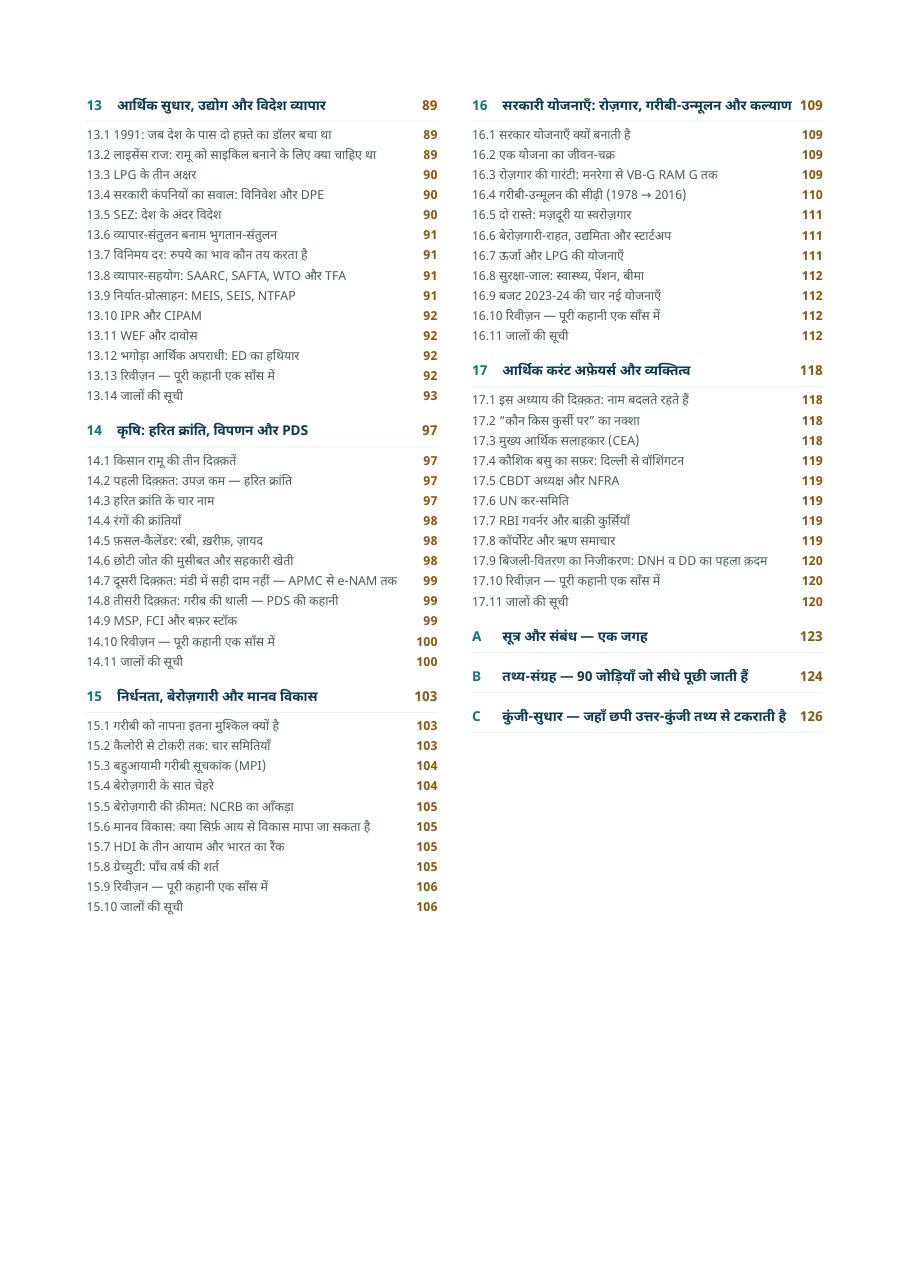 13 आर्थिक सुधार, उद्योग और विदेश व्यापार 89
13.1 1991: जब देश के पास दो हफ़्ते का डॉलर बचा था 89
13.2 लाइसेंस राज: रामू को साइकिल बनाने के लिए क्या चाहिए था 89
13.3 LPG के तीन अक्षर 90
13.4 सरकारी कंपनियों का सवाल: विनिवेश और DPE 90
13.5 SEZ: देश के अंदर विदेश 90
13.6 व्यापार-संतुलन बनाम भुगतान-संतुलन 91
13.7 विनिमय दर: रुपये का भाव कौन तय करता है 91
13.8 व्यापार-सहयोग: SAARC, SAFTA, WTO और TFA 91
13.9 निर्यात-प्रोत्साहन: MEIS, SEIS, NTFAP 91
13.10 IPR और CIPAM 92
13.11 WEF और दावोस 92
13.12 भगोड़ा आर्थिक अपराधी: ED का हथियार 92
13.13 रिवीज़न — पूरी कहानी एक साँस में 92
13.14 जालों की सूची 93
14 कृषि: हरित क्रांति, विपणन और PDS 97
14.1 किसान रामू की तीन दिक़्क़तें 97
14.2 पहली दिक़्क़त: उपज कम — हरित क्रांति 97
14.3 हरित क्रांति के चार नाम 97
14.4 रंगों की क्रांतियाँ 98
14.5 फ़सल-कैलेंडर: रबी, ख़रीफ़, ज़ायद 98
14.6 छोटी जोत की मुसीबत और सहकारी खेती 98
14.7 दूसरी दिक़्क़त: मंडी में सही दाम नहीं — APMC से e-NAM तक 99
14.8 तीसरी दिक़्क़त: गरीब की थाली — PDS की कहानी 99
14.9 MSP, FCI और बफ़र स्टॉक 99
14.10 रिवीज़न — पूरी कहानी एक साँस में 100
14.11 जालों की सूची 100
15 निर्धनता, बेरोज़गारी और मानव विकास 103
15.1 गरीबी को नापना इतना मुश्किल क्यों है 103
15.2 कैलोरी से टोकरी तक: चार समितियाँ 103
15.3 बहुआयामी गरीबी सूचकांक (MPI) 104
15.4 बेरोज़गारी के सात चेहरे 104
15.5 बेरोज़गारी की क़ीमत: NCRB का आँकड़ा 105
15.6 मानव विकास: क्या सिर्फ़ आय से विकास मापा जा सकता है 105
15.7 HDI के तीन आयाम और भारत का रैंक 105
15.8 ग्रेच्युटी: पाँच वर्ष की शर्त 105
15.9 रिवीज़न — पूरी कहानी एक साँस में 106
15.10 जालों की सूची 106
16 सरकारी योजनाएँ: रोज़गार, गरीबी-उन्मूलन और कल्याण 109
16.1 सरकार योजनाएँ क्यों बनाती है 109
16.2 एक योजना का जीवन-चक्र 109
16.3 रोज़गार की गारंटी: मनरेगा से VB-G RAM G तक 109
16.4 गरीबी-उन्मूलन की सीढ़ी (1978 → 2016) 110
16.5 दो रास्ते: मज़दूरी या स्वरोज़गार 111
16.6 बेरोज़गारी-राहत, उद्यमिता और स्टार्टअप 111
16.7 ऊर्जा और LPG की योजनाएँ 111
16.8 सुरक्षा-जाल: स्वास्थ्य, पेंशन, बीमा 112
16.9 बजट 2023-24 की चार नई योजनाएँ 112
16.10 रिवीज़न — पूरी कहानी एक साँस में 112
16.11 जालों की सूची 112
17 आर्थिक करंट अफ़ेयर्स और व्यक्तित्व 118
17.1 इस अध्याय की दिक़्क़त: नाम बदलते रहते हैं 118
17.2 “कौन किस कुर्सी पर” का नक्शा 118
17.3 मुख्य आर्थिक सलाहकार (CEA) 118
17.4 कौशिक बसु का सफ़र: दिल्ली से वॉशिंगटन 119
17.5 CBDT अध्यक्ष और NFRA 119
17.6 UN कर-समिति 119
17.7 RBI गवर्नर और बाक़ी कुर्सियाँ 119
17.8 कॉर्पोरेट और ऋण समाचार 119
17.9 बिजली-वितरण का निजीकरण: DNH व DD का पहला क़दम 120
17.10 रिवीज़न — पूरी कहानी एक साँस में 120
17.11 जालों की सूची 120
A सूत्र और संबंध — एक जगह 123
B तथ्य-संग्रह — 90 जोड़ियाँ जो सीधे पूछी जाती हैं 124
C कुंजी-सुधार — जहाँ छपी उत्तर-कुंजी तथ्य से टकराती है 126